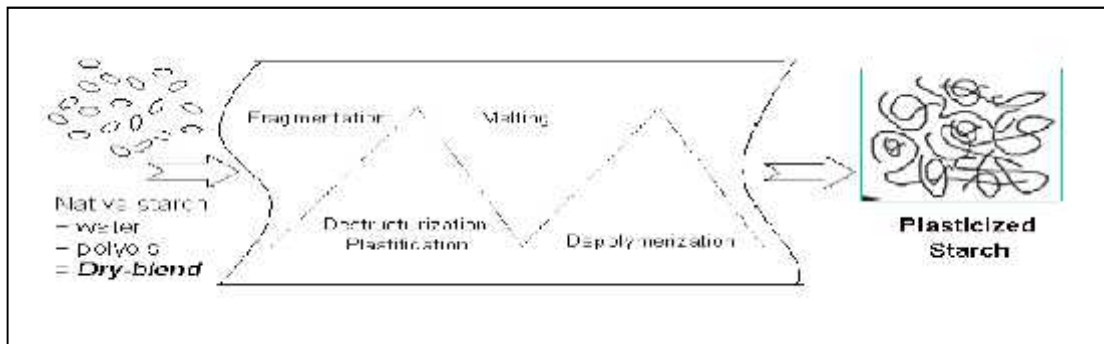 Fragmentation
Melting
Native starch
– water
– polyols
= Dry-blend
Destructurization
Plastification
Depolymerization
Plasticized
Starch